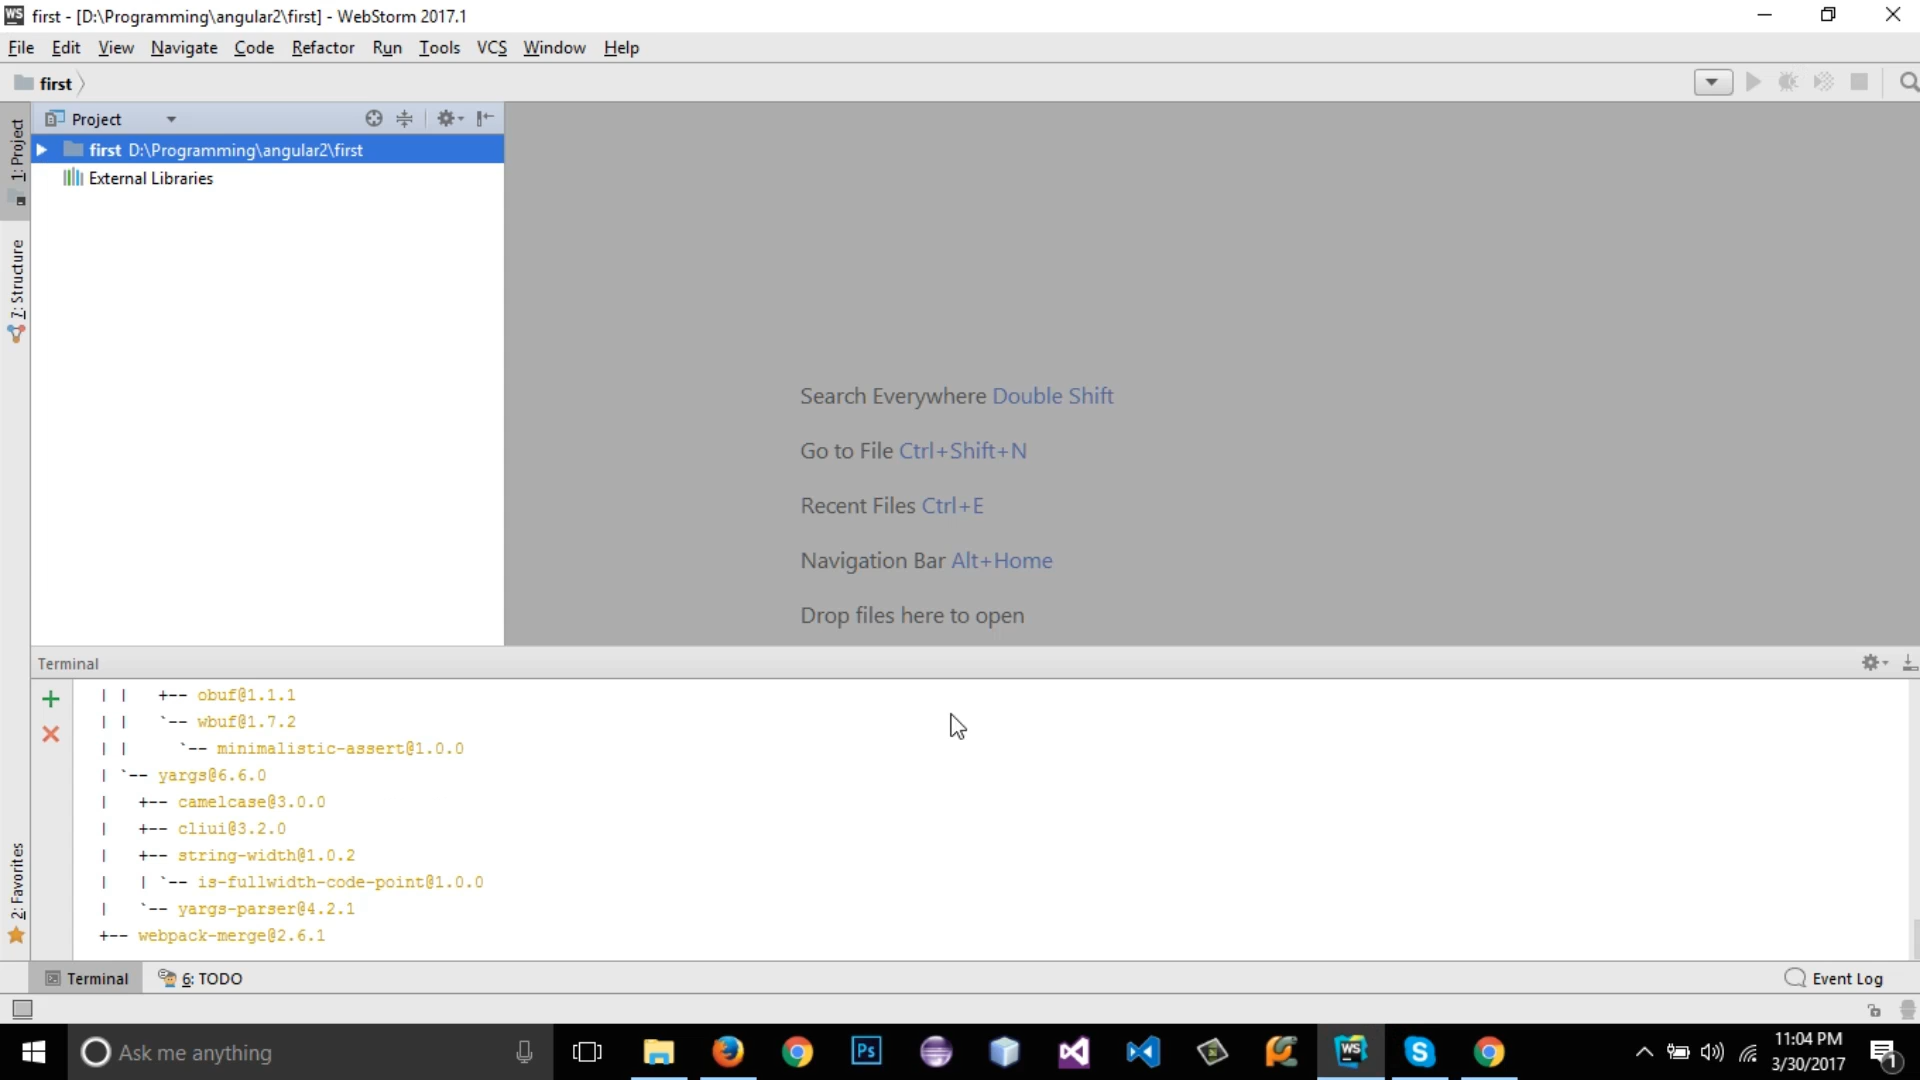 WS first - [D:\Programming\angular2\first] - WebStorm 2017.1
File Edit View Navigate Code Refactor Run Tools VCS Window Help
first
1: Project
7: Structure
2: Favorites
Project
first D:\Programming\angular2\first
External Libraries
Search Everywhere Double Shift
Go to File Ctrl+Shift+N
Recent Files Ctrl+E
Navigation Bar Alt+Home
Drop files here to open
Terminal
| |   +-- obuf@1.1.1
| |   `-- wbuf@1.7.2
| |     `-- minimalistic-assert@1.0.0
| `-- yargs@6.6.0
|   +-- camelcase@3.0.0
|   +-- cliui@3.2.0
|   +-- string-width@1.0.2
|   | `-- is-fullwidth-code-point@1.0.0
|   `-- yargs-parser@4.2.1
+-- webpack-merge@2.6.1
Terminal 6: TODO Event Log
Ask me anything Ps WS S 11:04 PM
3/30/2017 1